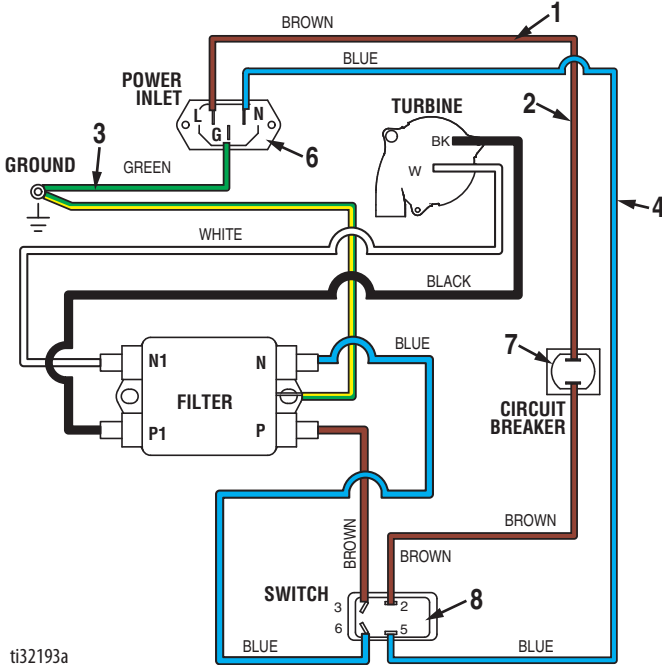 BROWN
1
BLUE
POWER
INLET
L
N
G
6
TURBINE
BK
W
2
3
GROUND
GREEN
4
WHITE
BLACK
BLUE
7
N1
N
FILTER
P1
P
CIRCUIT
BREAKER
BROWN
BROWN
BROWN
SWITCH
3
2
8
6
5
BLUE
BLUE
ti32193a